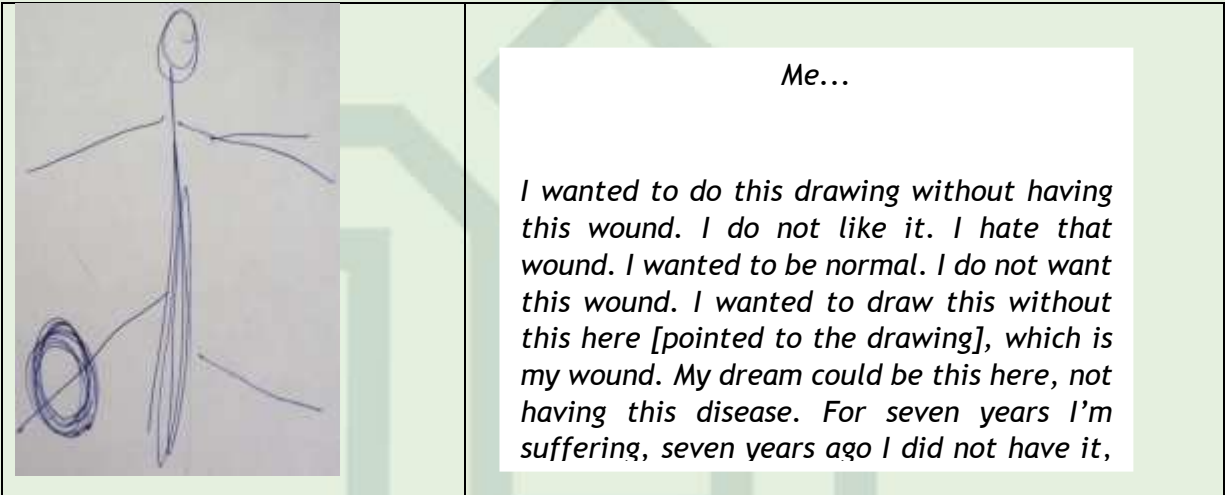 Me...
I wanted to do this drawing without having
this wound. I do not like it. I hate that
wound. I wanted to be normal. I do not want
this wound. I wanted to draw this without
this here [pointed to the drawing], which is
my wound. My dream could be this here, not
having this disease. For seven years I’m
suffering, seven years ago I did not have it,